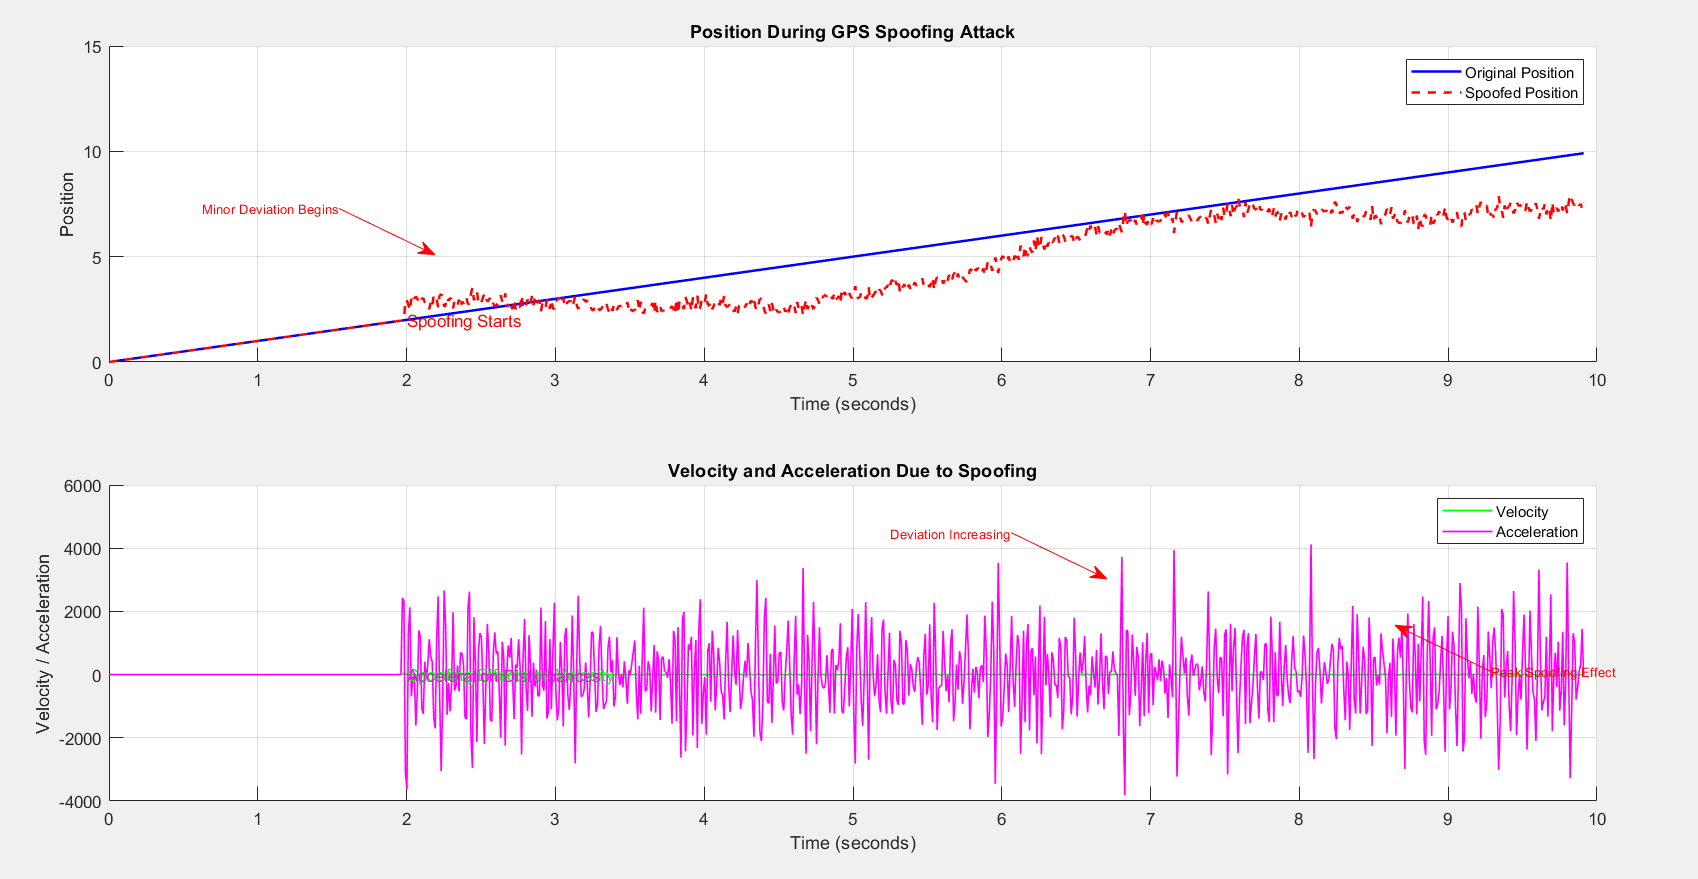 Position During GPS Spoofing Attack
15
10
5
0
Position
Original Position
Spoofed Position
Minor Deviation Begins
Spoofing Starts
0 1 2 3 4 5 6 7 8 9 10
Time (seconds)
Velocity and Acceleration Due to Spoofing
6000
4000
2000
0
-2000
-4000
Velocity / Acceleration
Velocity
Acceleration
Deviation Increasing
Peak Spoofing Effect
0 1 2 3 4 5 6 7 8 9 10
Time (seconds)